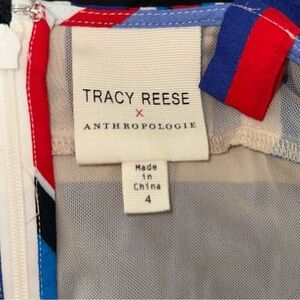 TRACY REESE
x
ANTHROPOLOGIE
Made
in
China
4